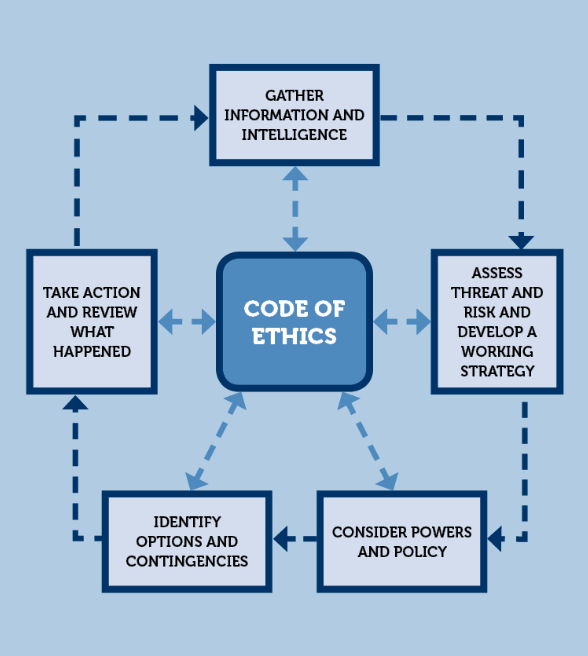 GATHER
INFORMATION AND
INTELLIGENCE
ASSESS
THREAT AND
RISK AND
DEVELOP A
WORKING
STRATEGY
CONSIDER POWERS
AND POLICY
IDENTIFY
OPTIONS AND
CONTINGENCIES
TAKE ACTION
AND REVIEW
WHAT
HAPPENED
CODE OF
ETHICS